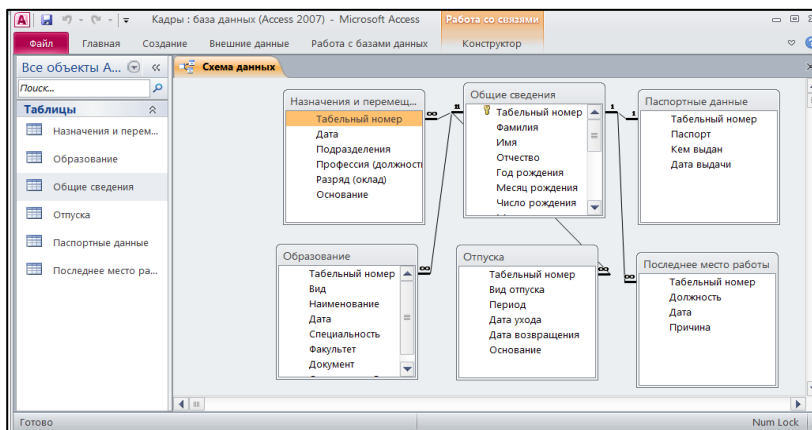 Кадры : база данных (Access 2007) - Microsoft Access
Работа со связями
Файл
Главная
Создание
Внешние данные
Работа с базами данных
Конструктор
Все объекты A...
Поиск...
Таблицы
Назначения и перем...
Образование
Общие сведения
Отпуска
Паспортные данные
Последнее место ра...
Схема данных
Назначения и перемещ...
Табельный номер
Дата
Подразделения
Профессия (должност
Разряд (оклад)
Основание
Общие сведения
Табельный номер
Фамилия
Имя
Отчество
Год рождения
Месяц рождения
Число рождения
Паспортные данные
Табельный номер
Паспорт
Кем выдан
Дата выдачи
Образование
Табельный номер
Вид
Наименование
Дата
Специальность
Факультет
Документ
Отпуска
Табельный номер
Вид отпуска
Период
Дата ухода
Дата возвращения
Основание
Последнее место работы
Табельный номер
Должность
Дата
Причина
Готово
Num Lock